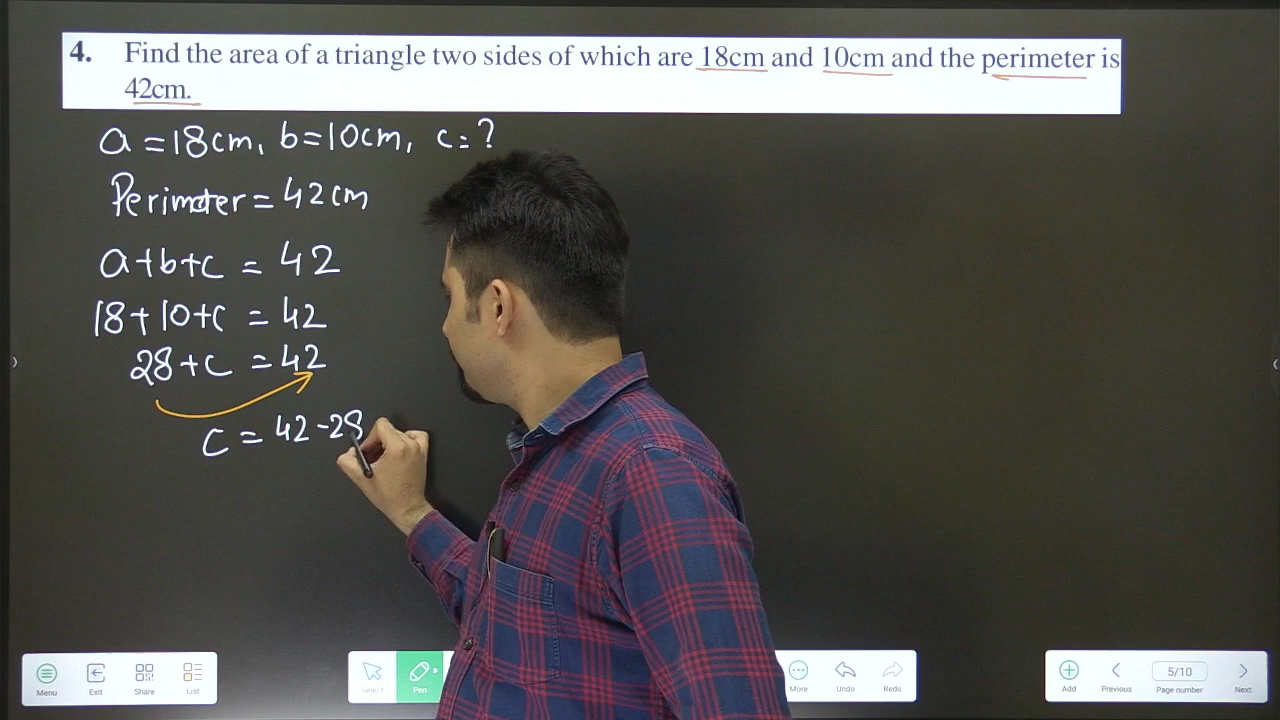 4. Find the area of a triangle two sides of which are 18cm and 10cm and the perimeter is
42cm.
a = 18cm, b = 10cm, c = ?
Perimeter = 42cm
a+b+c = 42
18+10+c = 42
28+c = 42
c = 42-28
Menu Exit Share List Select Pen More Undo Redo Add Previous 5/10 Page number Next